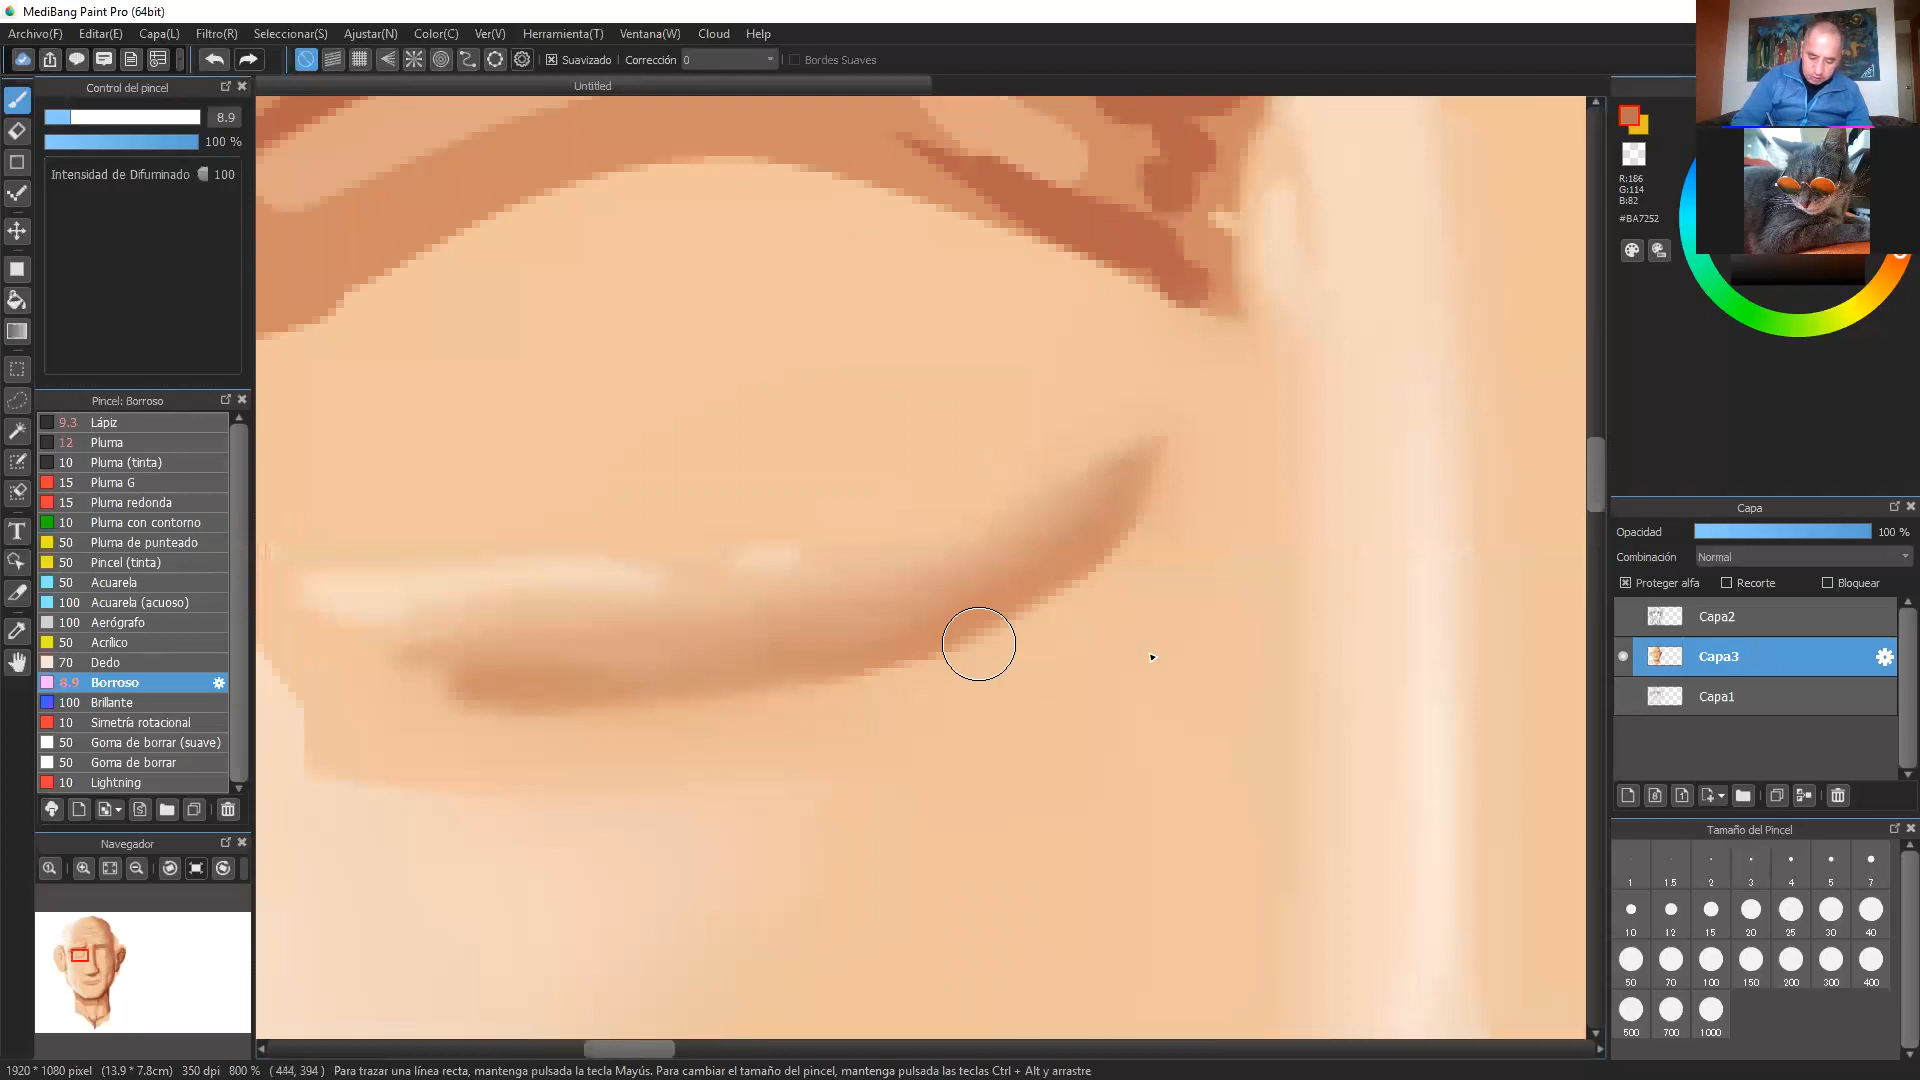 MediBang Paint Pro (64bit)
Archivo(F) Editar(E) Capa(L) Filtro(R) Seleccionar(S) Ajustar(N) Color(C) Ver(V) Herramienta(T) Ventana(W) Cloud Help
Suavizado Corrección 0 Bordes Suaves
Control del pincel
Untitled
8.9
100 %
Intensidad de Difuminado 100
R:186
G:114
B:82
#BA7252
Pincel: Borroso
9.3 Lápiz
12 Pluma
10 Pluma (tinta)
15 Pluma G
15 Pluma redonda
10 Pluma con contorno
50 Pluma de punteado
50 Pincel (tinta)
50 Acuarela
100 Acuarela (acuoso)
100 Aerógrafo
50 Acrílico
70 Dedo
8.9 Borroso
100 Brillante
10 Simetría rotacional
50 Goma de borrar (suave)
50 Goma de borrar
10 Lightning
Navegador
Capa
Opacidad 100 %
Combinación Normal
Proteger alfa Recorte Bloquear
Capa2
Capa3
Capa1
Tamaño del Pincel
1 1.5 2 3 4 5 7
10 12 15 20 25 30 40
50 70 100 150 200 300 400
500 700 1000
1920 * 1080 pixel (13.9 * 7.8cm) 350 dpi 800 % ( 444, 394 ) Para trazar una línea recta, mantenga pulsada la tecla Mayús. Para cambiar el tamaño del pincel, mantenga pulsada las teclas Ctrl + Alt y arrastre